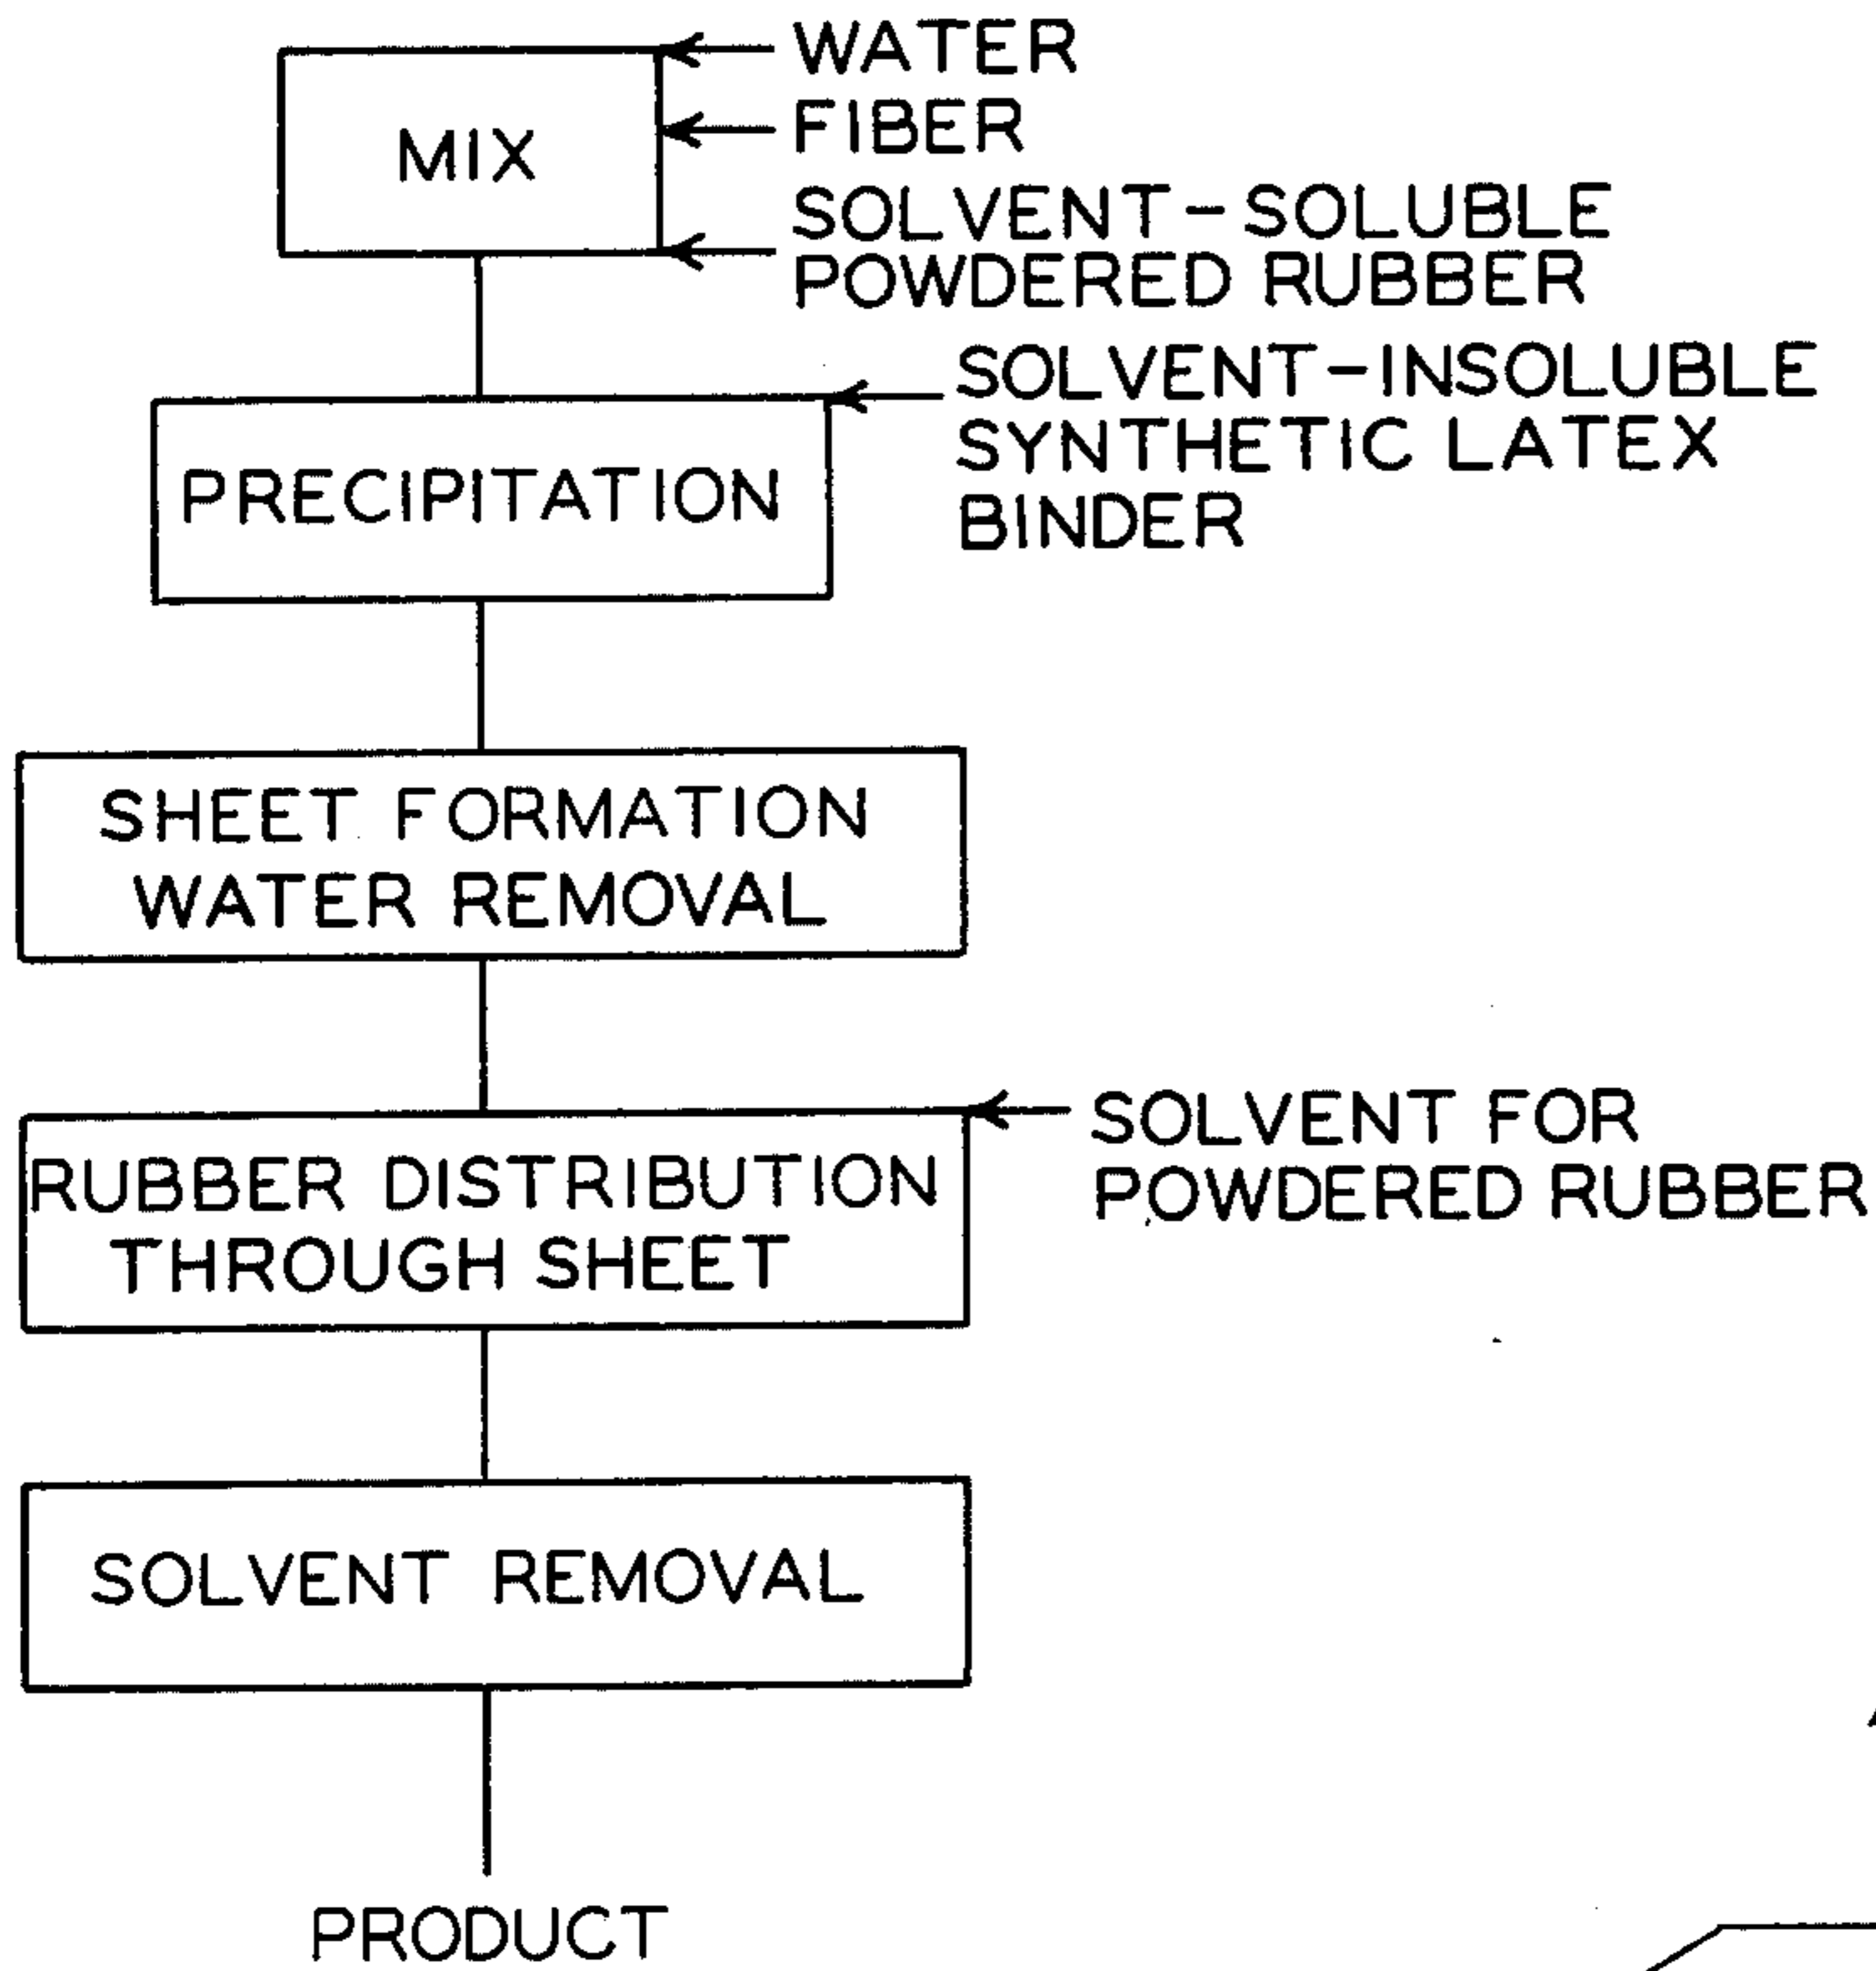 WATER
FIBER
MIX
SOLVENT-SOLUBLE
POWDERED RUBBER
SOLVENT-INSOLUBLE
SYNTHETIC LATEX
BINDER
PRECIPITATION
SHEET FORMATION
WATER REMOVAL
SOLVENT FOR
POWDERED RUBBER
RUBBER DISTRIBUTION
THROUGH SHEET
SOLVENT REMOVAL
PRODUCT